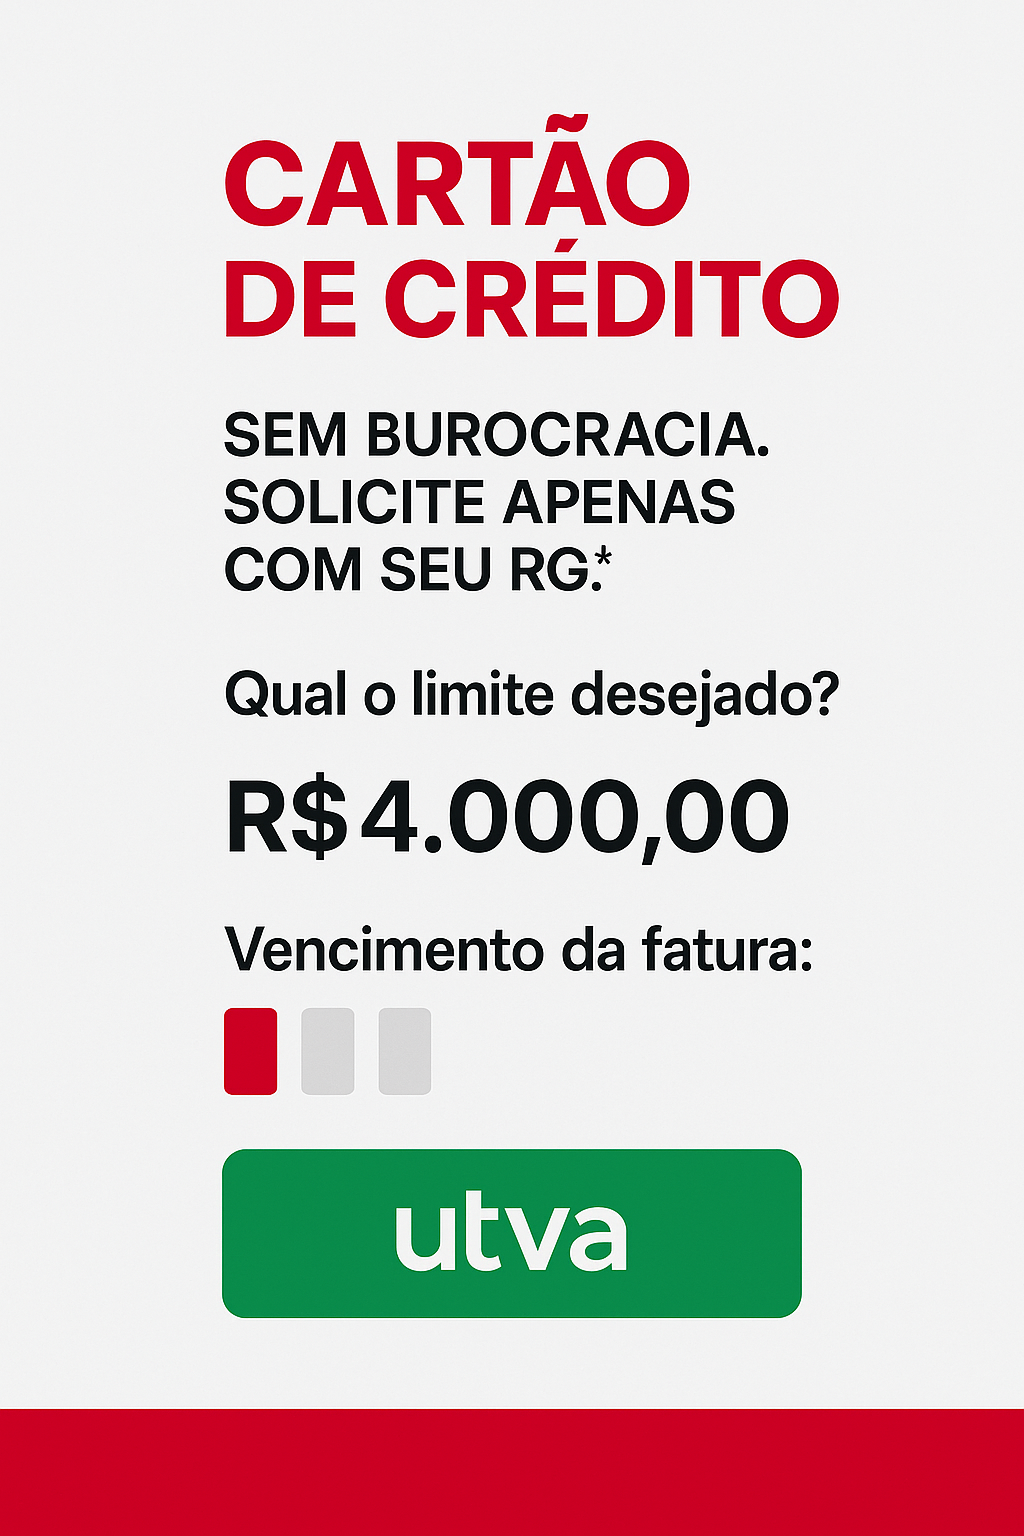 CARTÃO
DE CRÉDITO
SEM BUROCRACIA.
SOLICITE APENAS
COM SEU RG.*
Qual o limite desejado?
R$ 4.000,00
Vencimento da fatura:
utva